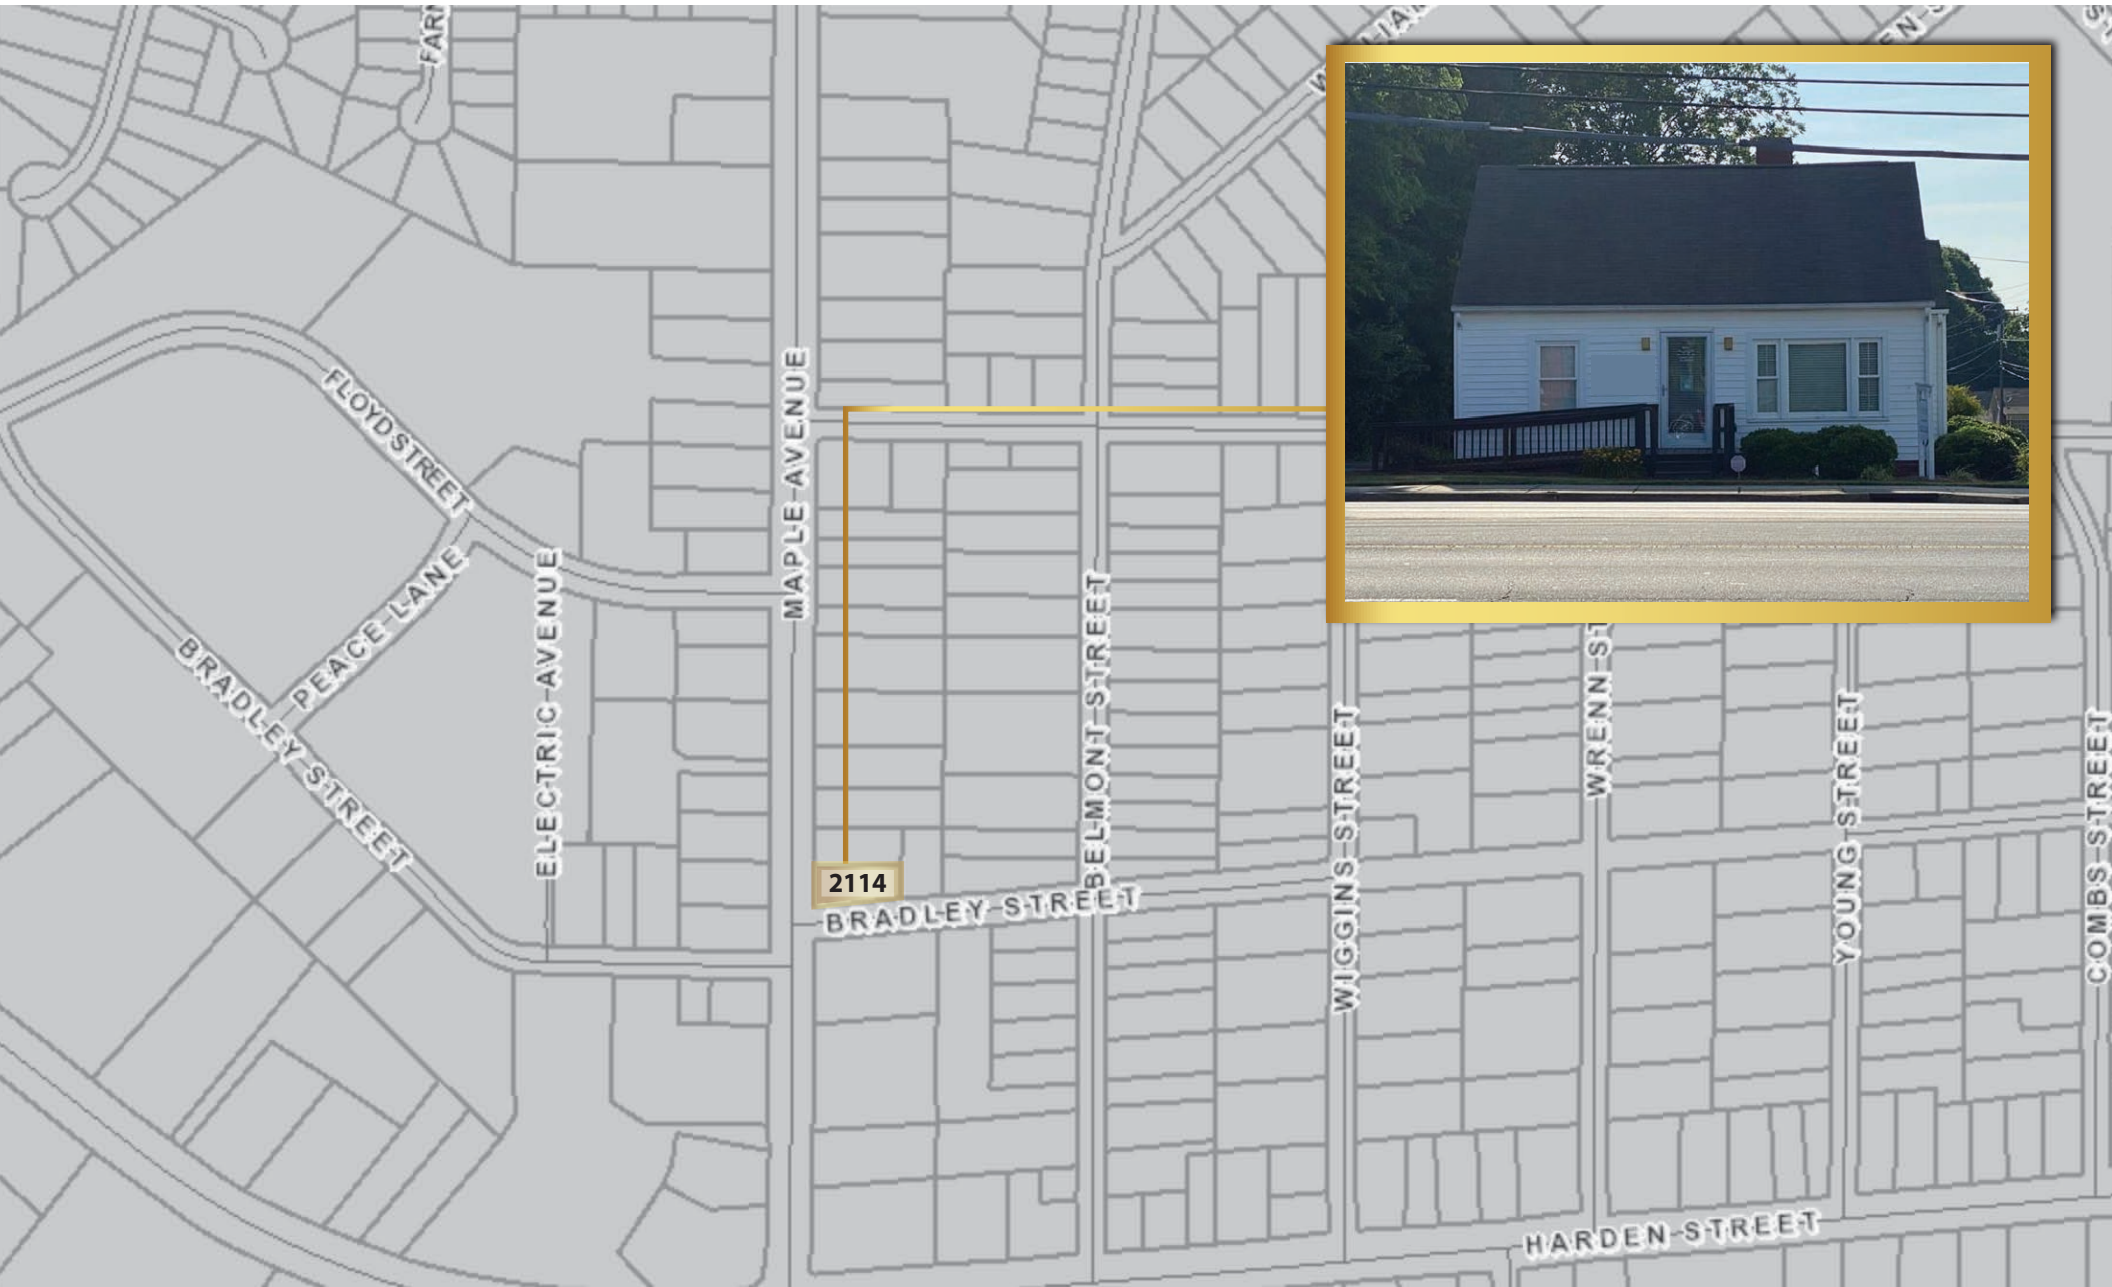 FARM
MAPLE AVENUE
FLOYD STREET
PEACE LANE
ELECTRIC AVENUE
BRADLEY STREET
BELMONT STREET
2114
BRADLEY STREET
WIGGINS STREET
WRENN ST
YOUNG STREET
COMBS STREET
HARDEN STREET